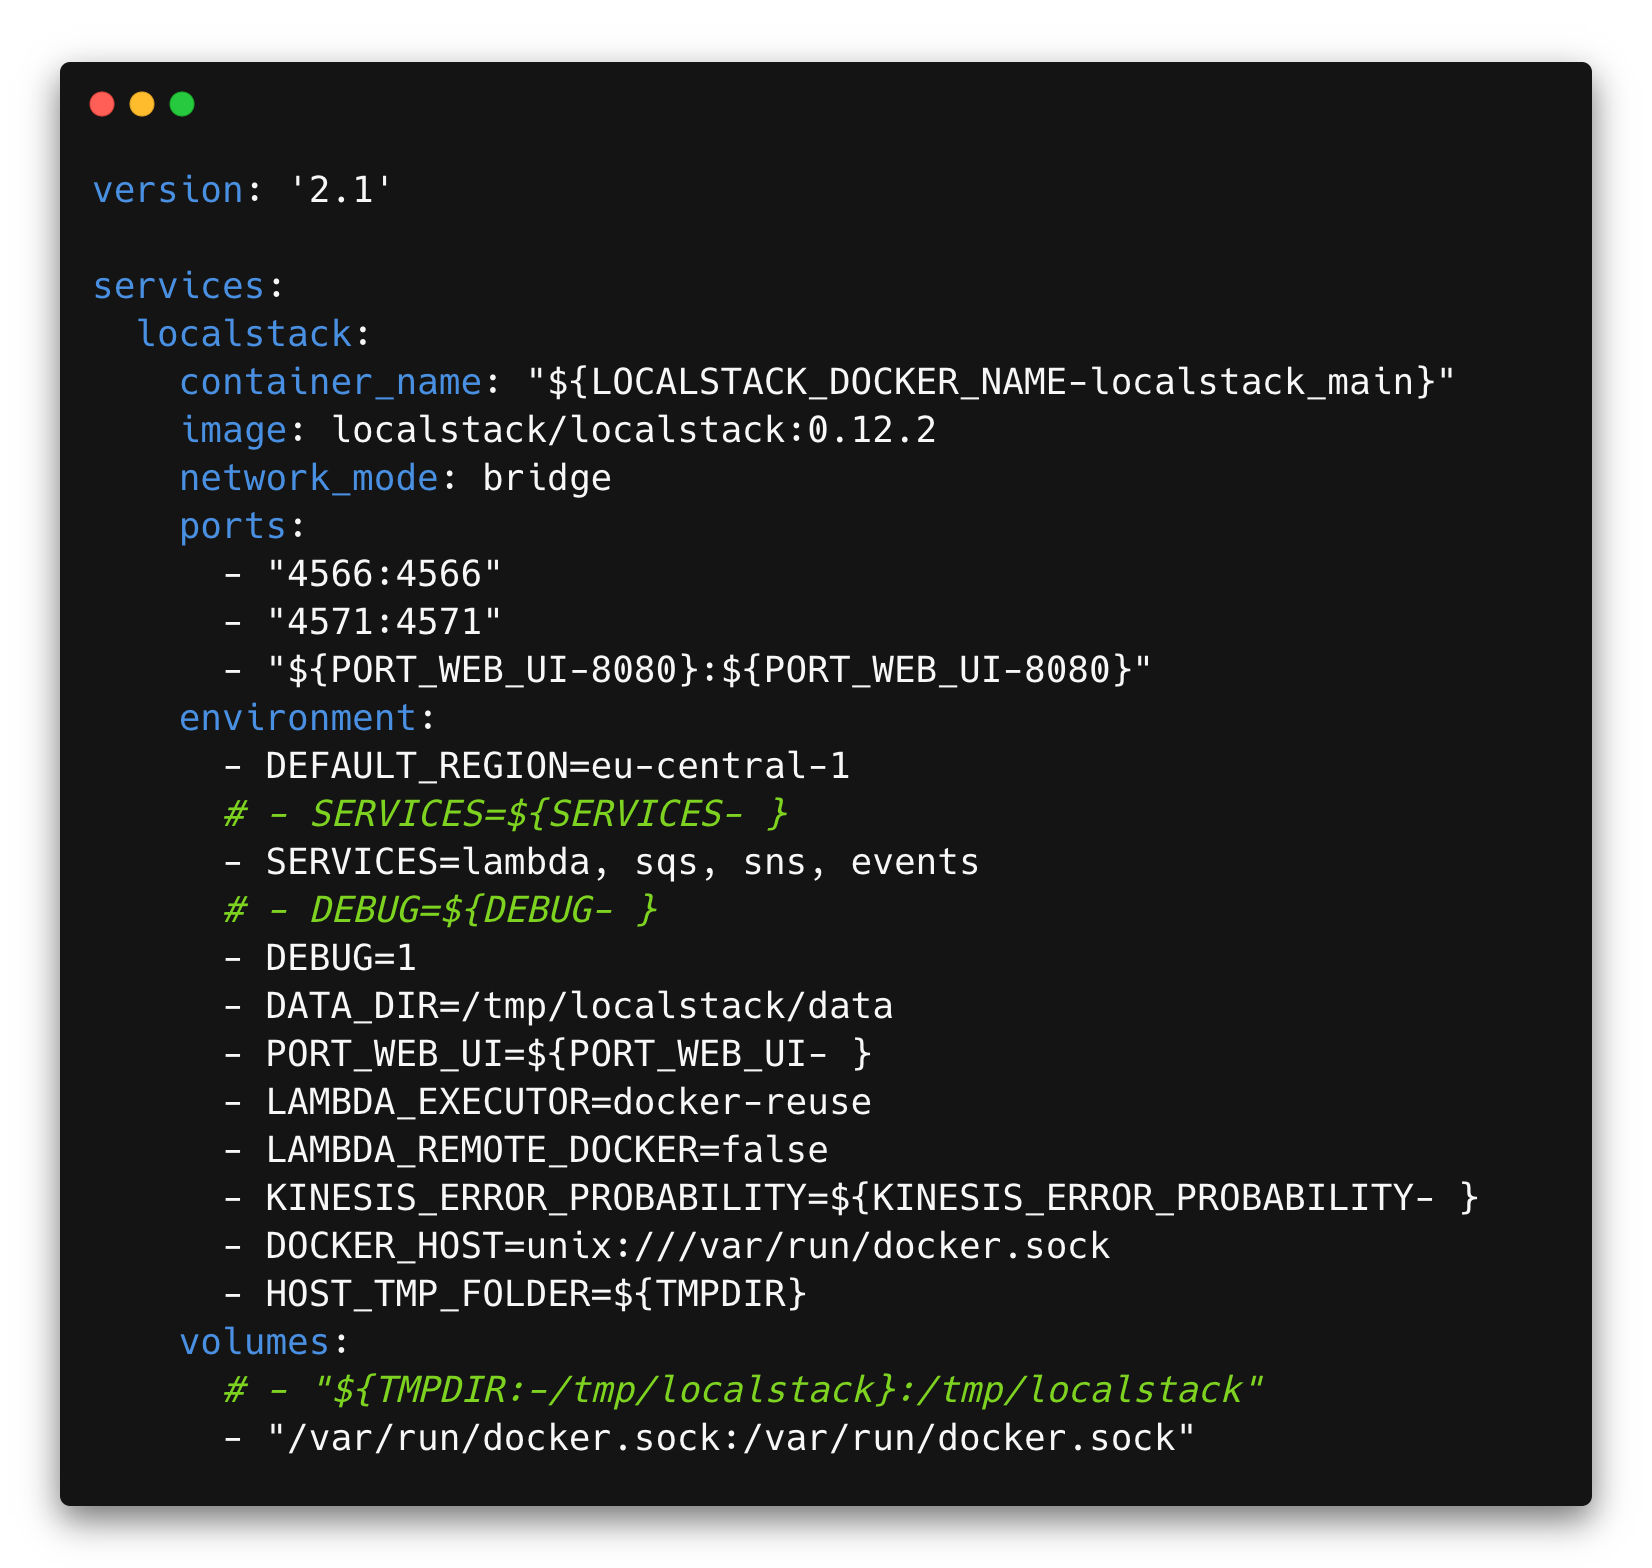 version: '2.1'

services:
  localstack:
    container_name: "${LOCALSTACK_DOCKER_NAME-localstack_main}"
    image: localstack/localstack:0.12.2
    network_mode: bridge
    ports:
      - "4566:4566"
      - "4571:4571"
      - "${PORT_WEB_UI-8080}:${PORT_WEB_UI-8080}"
    environment:
      - DEFAULT_REGION=eu-central-1
      # - SERVICES=${SERVICES- }
      - SERVICES=lambda, sqs, sns, events
      # - DEBUG=${DEBUG- }
      - DEBUG=1
      - DATA_DIR=/tmp/localstack/data
      - PORT_WEB_UI=${PORT_WEB_UI- }
      - LAMBDA_EXECUTOR=docker-reuse
      - LAMBDA_REMOTE_DOCKER=false
      - KINESIS_ERROR_PROBABILITY=${KINESIS_ERROR_PROBABILITY- }
      - DOCKER_HOST=unix:///var/run/docker.sock
      - HOST_TMP_FOLDER=${TMPDIR}
    volumes:
      # - "${TMPDIR:-/tmp/localstack}:/tmp/localstack"
      - "/var/run/docker.sock:/var/run/docker.sock"